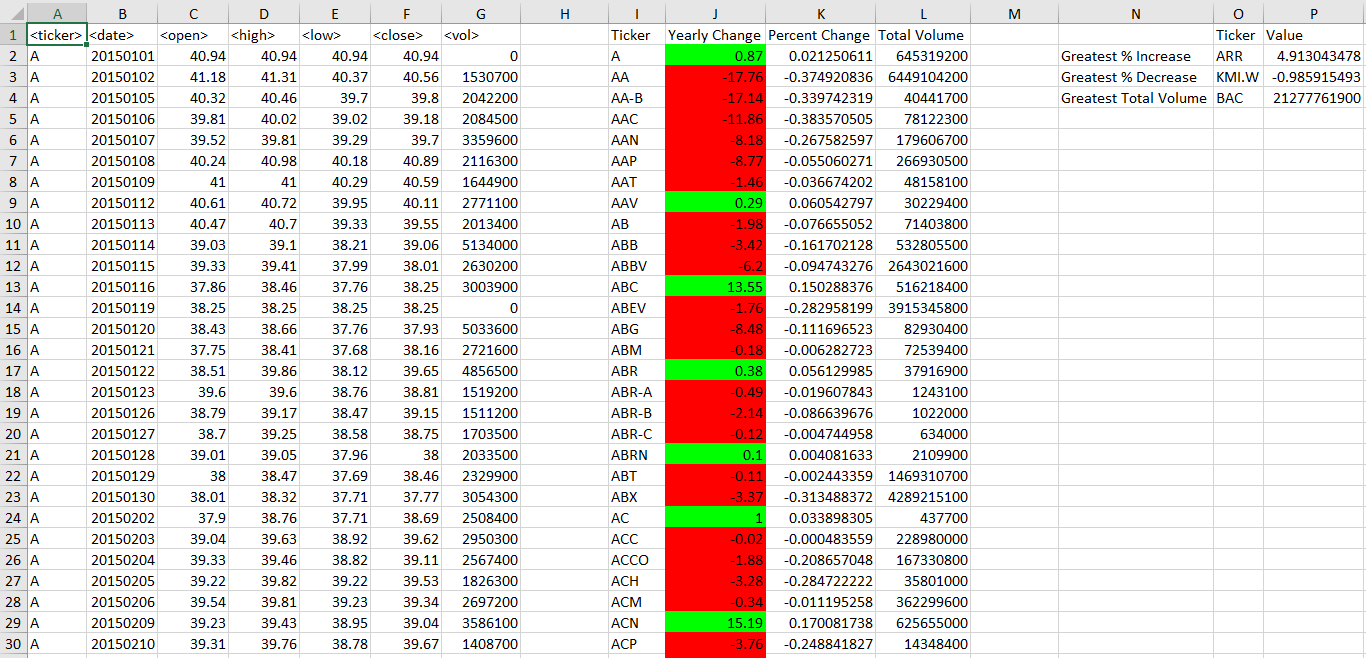 A B C D E F G H I J K L M N O P
1 <ticker> <date> <open> <high> <low> <close> <vol> Ticker Yearly Change Percent Change Total Volume Ticker Value
2 A 20150101 40.94 40.94 40.94 40.94 0 A 0.87 0.021250611 645319200 Greatest % Increase ARR 4.913043478
3 A 20150102 41.18 41.31 40.37 40.56 1530700 AA -17.76 -0.374920836 6449104200 Greatest % Decrease KMI.W -0.985915493
4 A 20150105 40.32 40.46 39.7 39.8 2042200 AA-B -17.14 -0.339742319 40441700 Greatest Total Volume BAC 21277761900
5 A 20150106 39.81 40.02 39.02 39.18 2084500 AAC -11.86 -0.383570505 78122300
6 A 20150107 39.52 39.81 39.29 39.7 3359600 AAN -8.18 -0.267582597 179606700
7 A 20150108 40.24 40.98 40.18 40.89 2116300 AAP -8.77 -0.055060271 266930500
8 A 20150109 41 41 40.29 40.59 1644900 AAT -1.46 -0.036674202 48158100
9 A 20150112 40.61 40.72 39.95 40.11 2771100 AAV 0.29 0.060542797 30229400
10 A 20150113 40.47 40.7 39.33 39.55 2013400 AB -1.98 -0.076655052 71403800
11 A 20150114 39.03 39.1 38.21 39.06 5134000 ABB -3.42 -0.161702128 532805500
12 A 20150115 39.33 39.41 37.99 38.01 2630200 ABBV -6.2 -0.094743276 2643021600
13 A 20150116 37.86 38.46 37.76 38.25 3003900 ABC 13.55 0.150288376 516218400
14 A 20150119 38.25 38.25 38.25 38.25 0 ABEV -1.76 -0.282958199 3915345800
15 A 20150120 38.43 38.66 37.76 37.93 5033600 ABG -8.48 -0.111696523 82930400
16 A 20150121 37.75 38.41 37.68 38.16 2721600 ABM -0.18 -0.006282723 72539400
17 A 20150122 38.51 39.86 38.12 39.65 4856500 ABR 0.38 0.056129985 37916900
18 A 20150123 39.6 39.6 38.76 38.81 1519200 ABR-A -0.49 -0.019607843 1243100
19 A 20150126 38.79 39.17 38.47 39.15 1511200 ABR-B -2.14 -0.086639676 1022000
20 A 20150127 38.7 39.25 38.58 38.75 1703500 ABR-C -0.12 -0.004744958 634000
21 A 20150128 39.01 39.05 37.96 38 2033500 ABRN 0.1 0.004081633 2109900
22 A 20150129 38 38.47 37.69 38.46 2329900 ABT -0.11 -0.002443359 1469310700
23 A 20150130 38.01 38.32 37.71 37.77 3054300 ABX -3.37 -0.313488372 4289215100
24 A 20150202 37.9 38.76 37.71 38.69 2508400 AC 1 0.033898305 437700
25 A 20150203 39.04 39.63 38.92 39.62 2950300 ACC -0.02 -0.000483559 228980000
26 A 20150204 39.33 39.46 38.82 39.11 2567400 ACCO -1.88 -0.208657048 167330800
27 A 20150205 39.22 39.82 39.22 39.53 1826300 ACH -3.28 -0.284722222 35801000
28 A 20150206 39.54 39.81 39.23 39.34 2697200 ACM -0.34 -0.011195258 362299600
29 A 20150209 39.23 39.43 38.95 39.04 3586100 ACN 15.19 0.170081738 625655000
30 A 20150210 39.31 39.76 38.78 39.67 1408700 ACP -3.76 -0.248841827 14348400